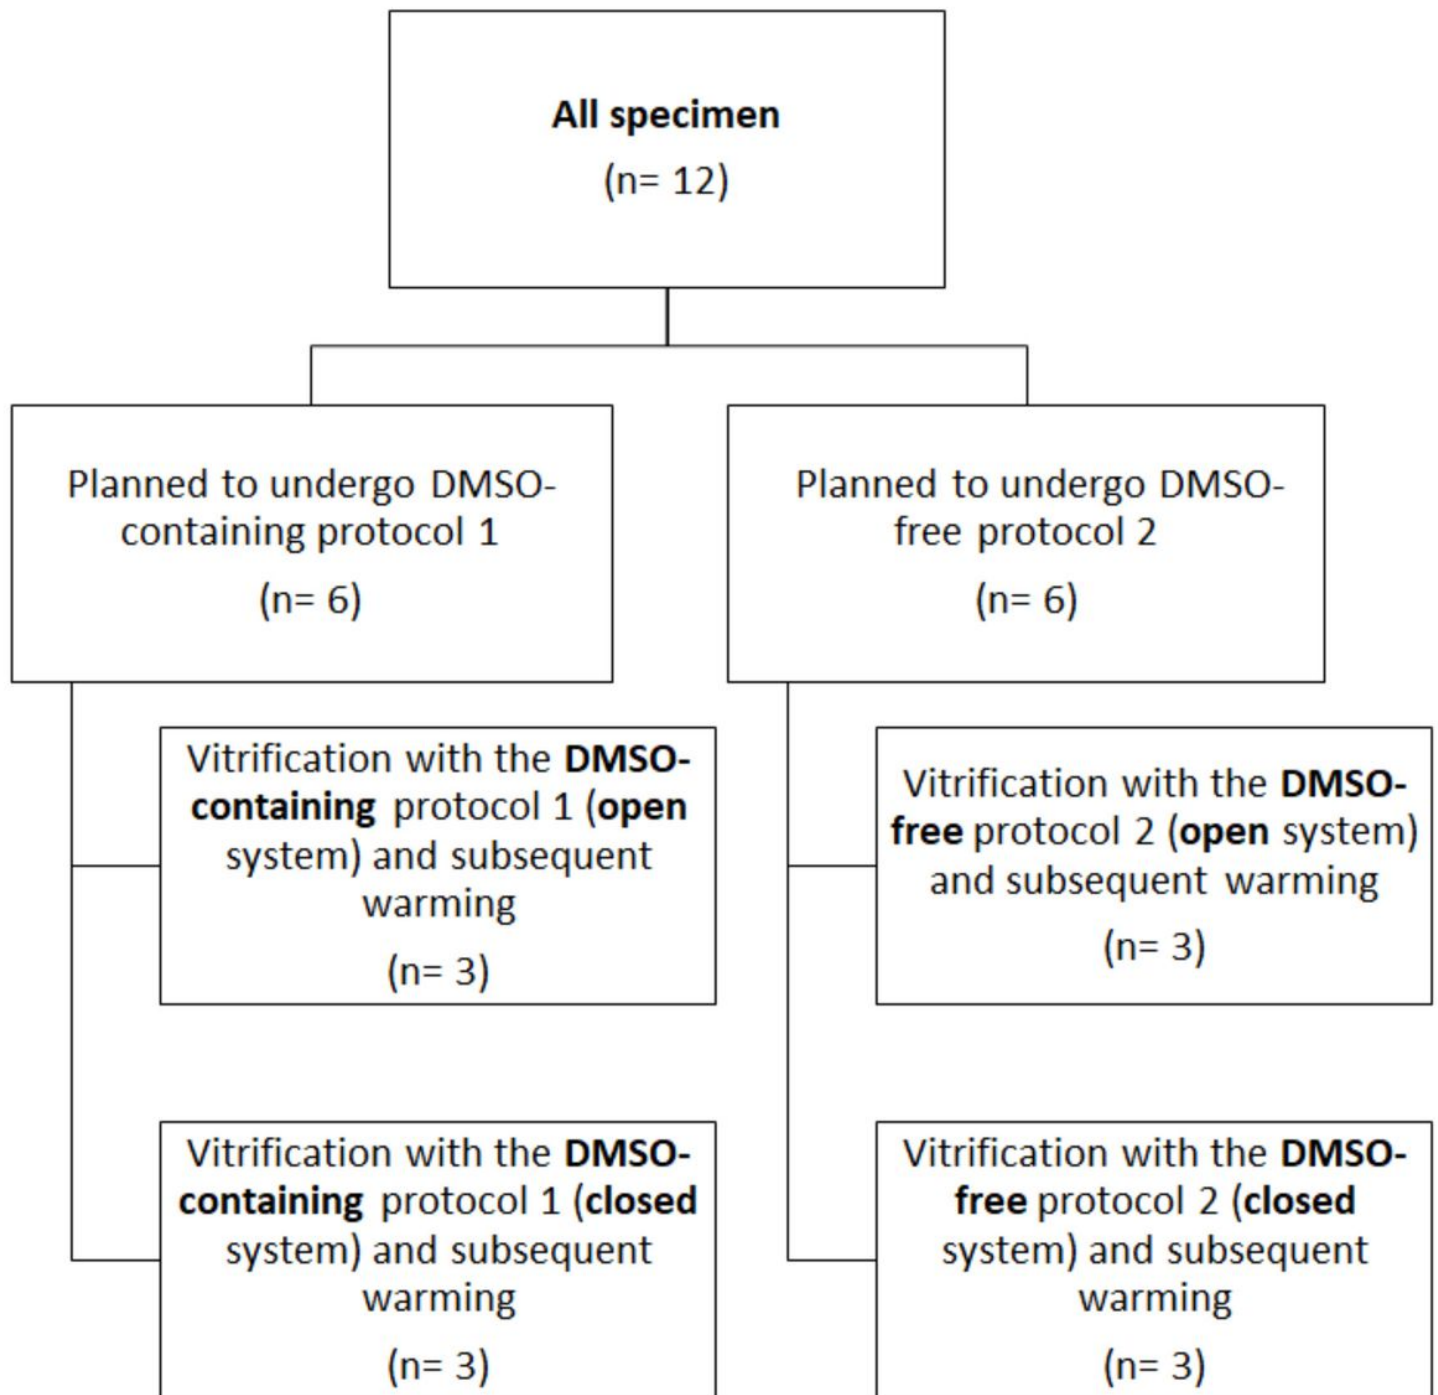 All specimen
(n= 12)
Planned to undergo DMSO-
containing protocol 1
(n= 6)
Planned to undergo DMSO-
free protocol 2
(n= 6)
Vitrification with the DMSO-
containing protocol 1 (open
system) and subsequent
warming
(n= 3)
Vitrification with the DMSO-
free protocol 2 (open system)
and subsequent warming
(n= 3)
Vitrification with the DMSO-
containing protocol 1 (closed
system) and subsequent
warming
(n= 3)
Vitrification with the DMSO-
free protocol 2 (closed
system) and subsequent
warming
(n= 3)